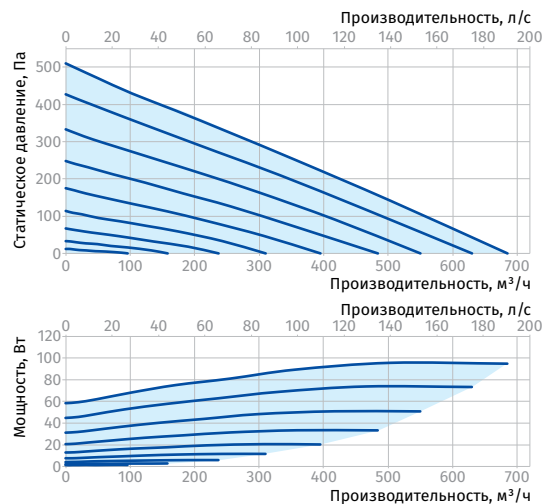 Производительность, л/с
0 20 40 60 80 100 120 140 160 180 200
Статическое давление, Па
500
400
300
200
100
0
0 100 200 300 400 500 600 700
Производительность, м³/ч
Производительность, л/с
0 20 40 60 80 100 120 140 160 180 200
Мощность, Вт
120
100
80
60
40
20
0
0 100 200 300 400 500 600 700
Производительность, м³/ч